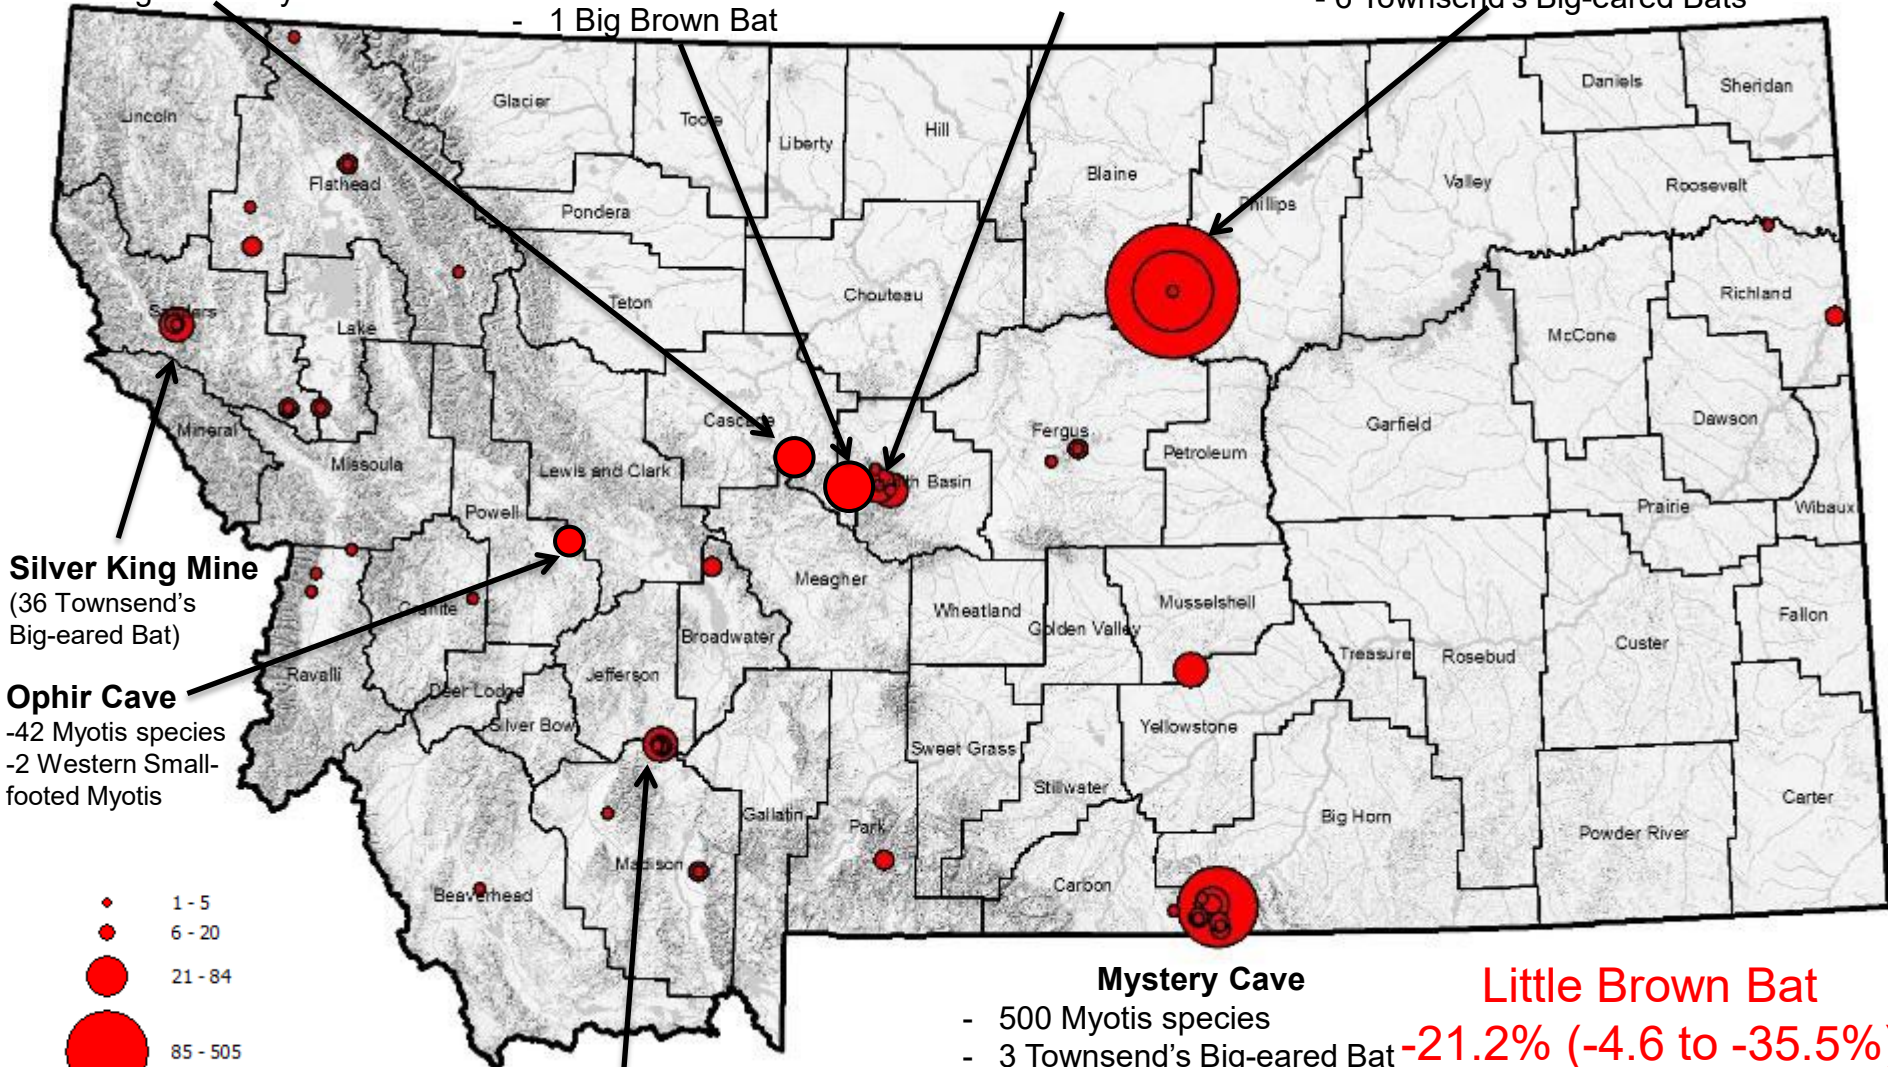 - 1 Big Brown Bat
- 6 Townsend's Big-eared Bats
Lincoln
Glacier
Toole
Liberty
Hill
Blaine
Phillips
Valley
Daniels
Sheridan
Roosevelt
Flathead
Pondera
Teton
Chouteau
Richland
McCone
Sanders
Lake
Cascade
Fergus
Petroleum
Garfield
Dawson
Mineral
Missoula
Lewis and Clark
Judith Basin
Prairie
Wibaux
Powell
Silver King Mine
(36 Townsend's
Big-eared Bat)
Granite
Meagher
Broadwater
Wheatland
Golden Valley
Musselshell
Treasure
Rosebud
Custer
Fallon
Ophir Cave
-42 Myotis species
-2 Western Small-
footed Myotis
Ravalli
Deer Lodge
Jefferson
Silver Bow
Sweet Grass
Yellowstone
Stillwater
Gallatin
Park
Big Horn
Powder River
Carter
Madison
Beaverhead
Carbon
1 - 5
6 - 20
21 - 84
85 - 505
Mystery Cave
- 500 Myotis species
- 3 Townsend's Big-eared Bat
Little Brown Bat
-21.2% (-4.6 to -35.5%)